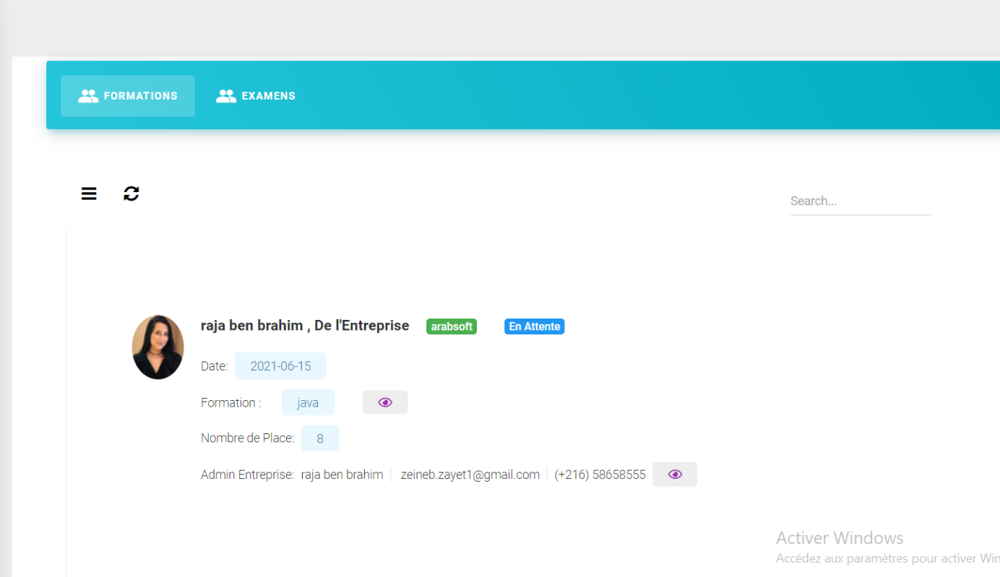 FORMATIONS EXAMENS
Search...
raja ben brahim , De l'Entreprise arabsoft En Attente
Date: 2021-06-15
Formation : java
Nombre de Place: 8
Admin Entreprise: raja ben brahim zeineb.zayet1@gmail.com (+216) 58658555
Activer Windows
Accédez aux paramètres pour activer